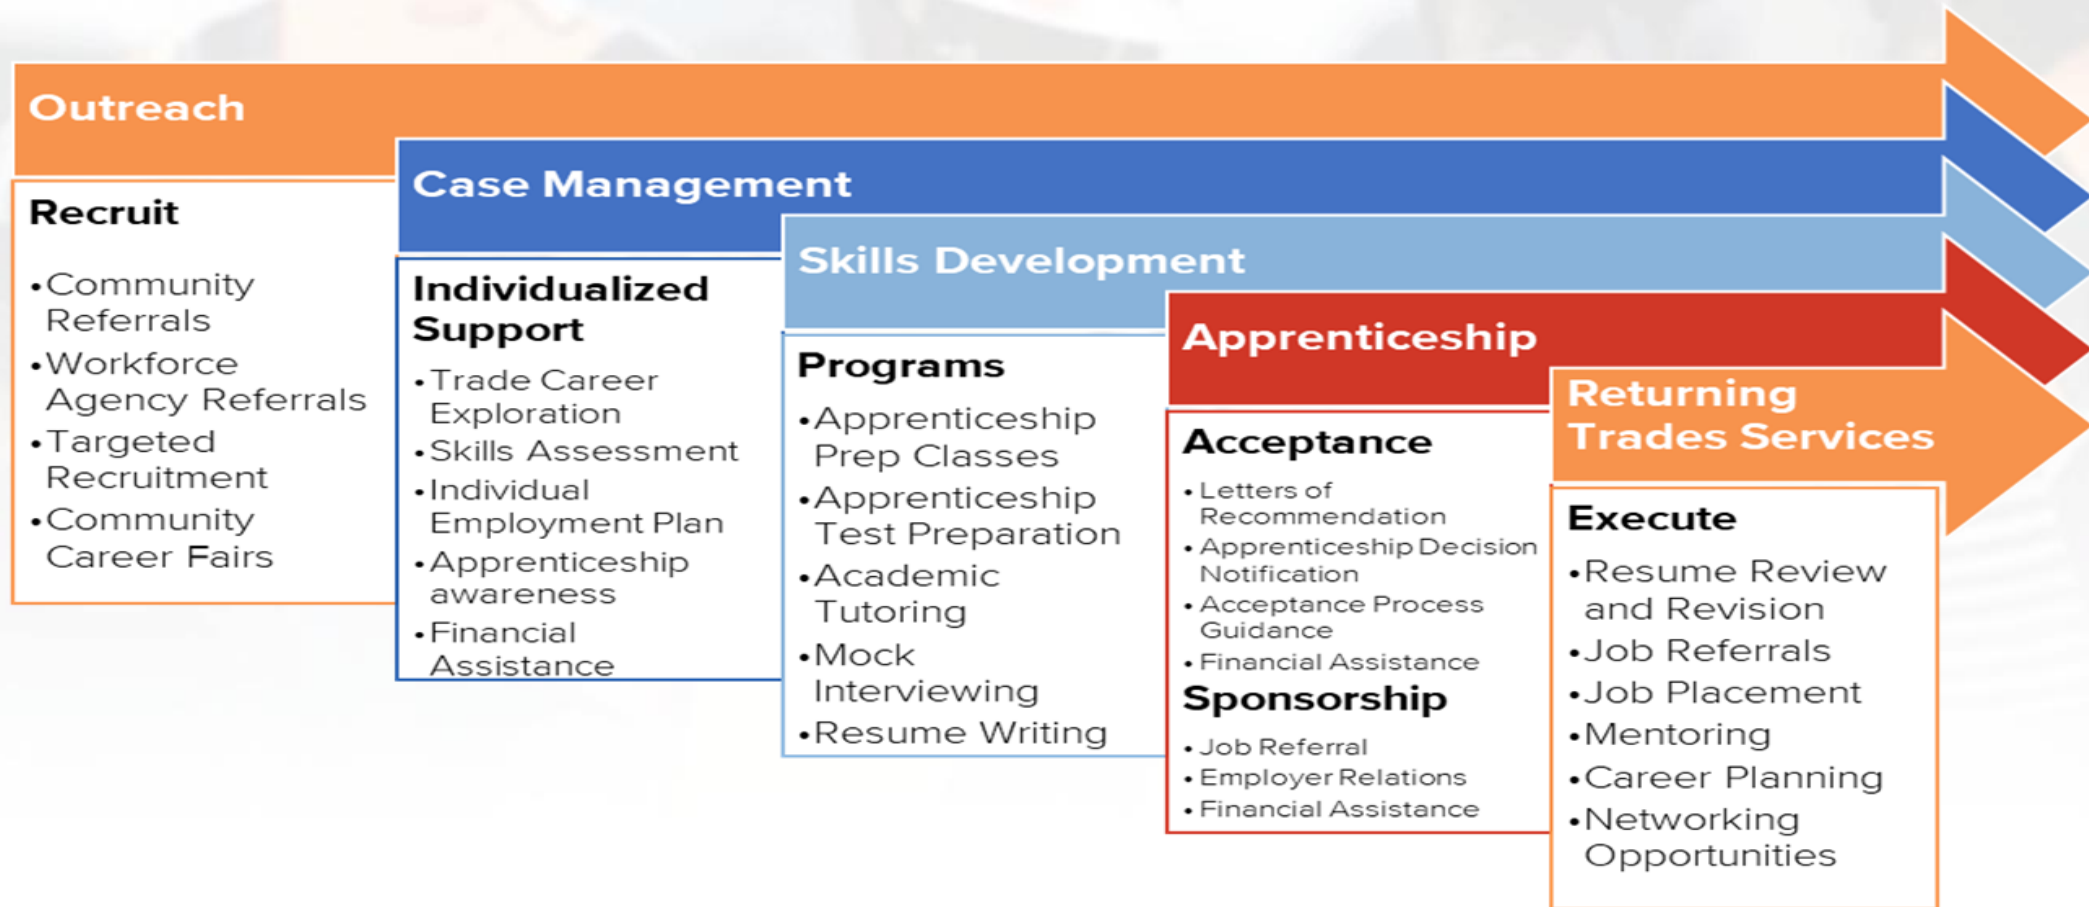 Outreach
Recruit
•Community
Referrals
•Workforce
Agency Referrals
•Targeted
Recruitment
•Community
Career Fairs
Case Management
Individualized
Support
•Trade Career
Exploration
•Skills Assessment
•Individual
Employment Plan
•Apprenticeship
awareness
•Financial
Assistance
Skills Development
Programs
•Apprenticeship
Prep Classes
•Apprenticeship
Test Preparation
•Academic
Tutoring
•Mock
Interviewing
•Resume Writing
Apprenticeship
Acceptance
•Letters of
Recommendation
•Apprenticeship Decision
Notification
•Acceptance Process
Guidance
•Financial Assistance
Sponsorship
•Job Referral
•Employer Relations
•Financial Assistance
Returning
Trades Services
Execute
•Resume Review
and Revision
•Job Referrals
•Job Placement
•Mentoring
•Career Planning
•Networking
Opportunities